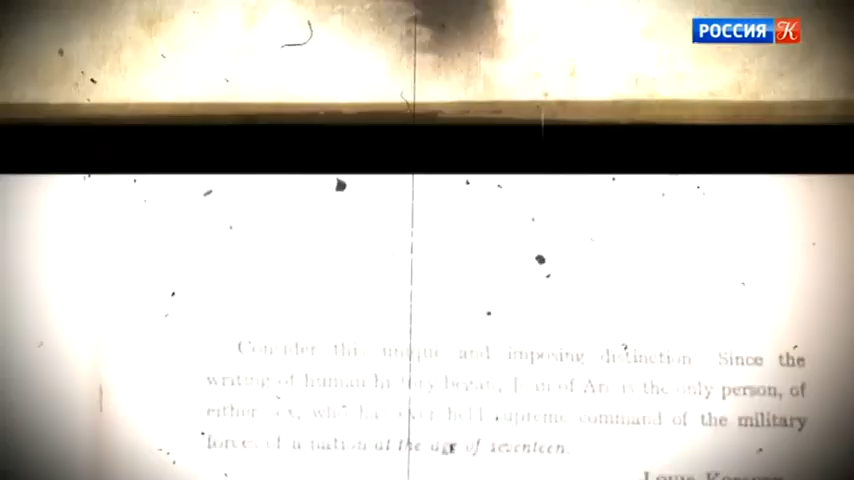 РОССИЯ К
Consider this unique and imposing distinction. Since the
writing of human history began, Joan of Arc is the only person, of
either sex, who has ever held supreme command of the military
forces of a nation at the age of seventeen.
Louis Kossuth.